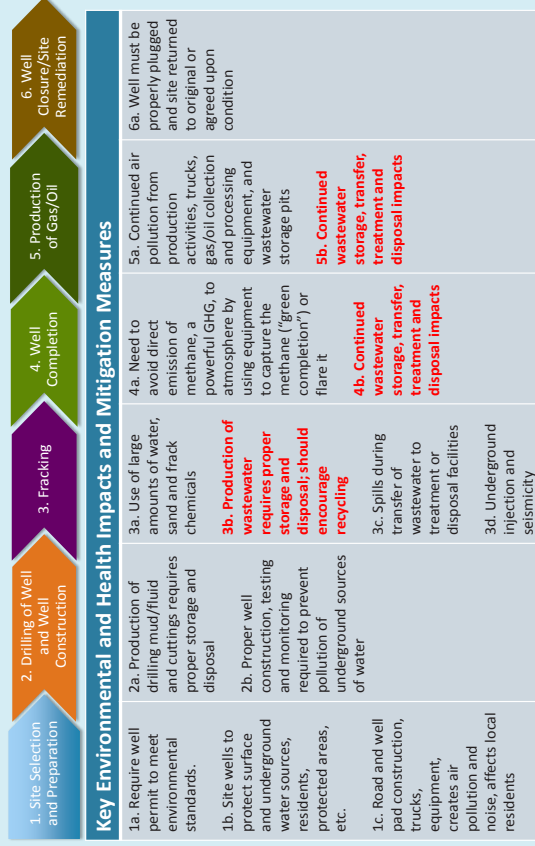 1. Site Selection
and Preparation
2. Drilling of Well
and Well
Construction
3. Fracking
4. Well
Completion
5. Production
of Gas/Oil
6. Well
Closure/Site
Remediation
Key Environmental and Health Impacts and Mitigation Measures
1a. Require well
permit to meet
environmental
standards.
1b. Site wells to
protect surface
and underground
water sources,
residents,
protected areas,
etc.
1c. Road and well
pad construction,
trucks,
equipment,
creates air
pollution and
noise, affects local
residents
2a. Production of
drilling mud/fluid
and cuttings requires
proper storage and
disposal
2b. Proper well
construction, testing
and monitoring
required to prevent
pollution of
underground sources
of water
3a. Use of large
amounts of water,
sand and frack
chemicals
3b. Production of
wastewater
requires proper
storage and
disposal; should
encourage
recycling
3c. Spills during
transfer of
wastewater to
treatment or
disposal facilities
3d. Underground
injection and
seismicity
4a. Need to
avoid direct
emission of
methane, a
powerful GHG, to
atmosphere by
using equipment
to capture the
methane ("green
completion") or
flare it
4b. Continued
wastewater
storage, transfer,
treatment and
disposal impacts
5a. Continued air
pollution from
production
activities, trucks,
gas/oil collection
and processing
equipment, and
wastewater
storage pits
5b. Continued
wastewater
storage, transfer,
treatment and
disposal impacts
6a. Well must be
properly plugged
and site returned
to original or
agreed upon
condition